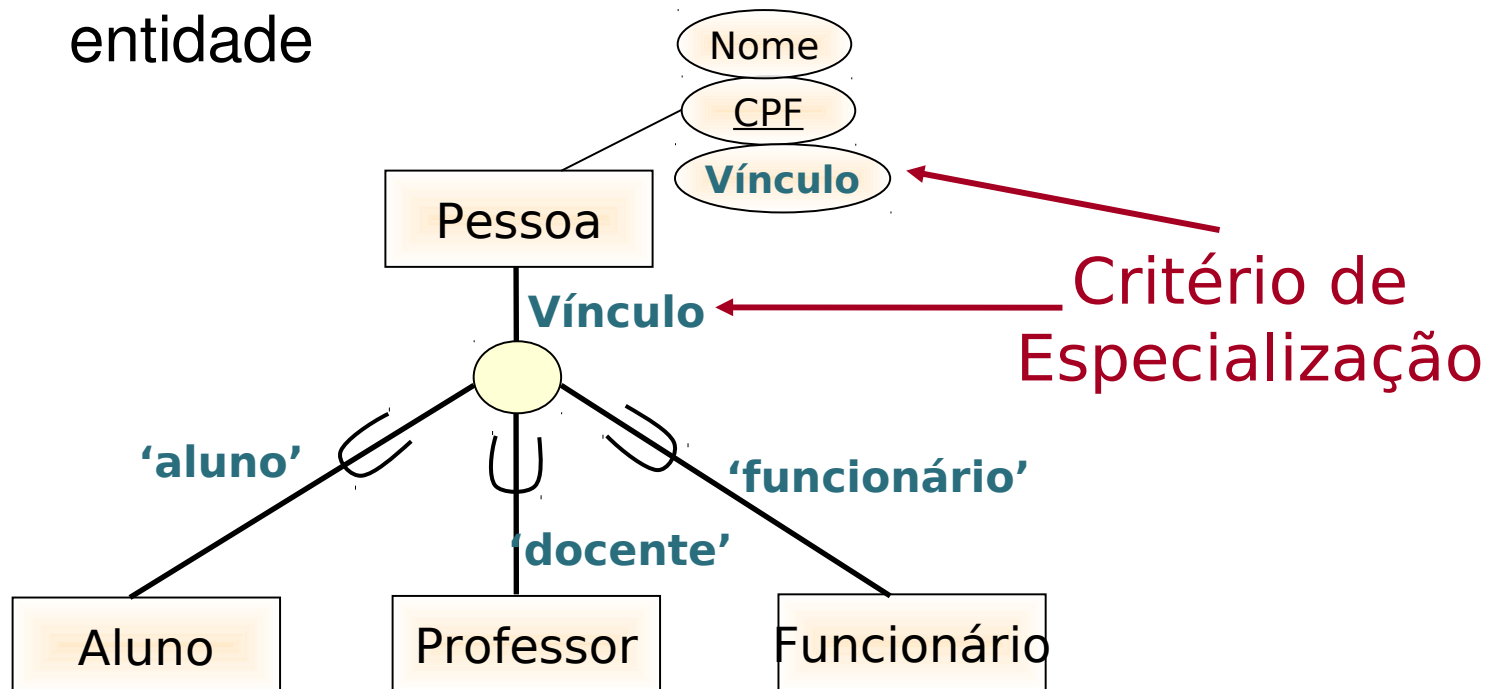 entidade
Nome
CPF
Vínculo
Pessoa
Vínculo
Critério de
Especialização
‘aluno’
‘funcionário’
‘docente’
Aluno
Professor
Funcionário